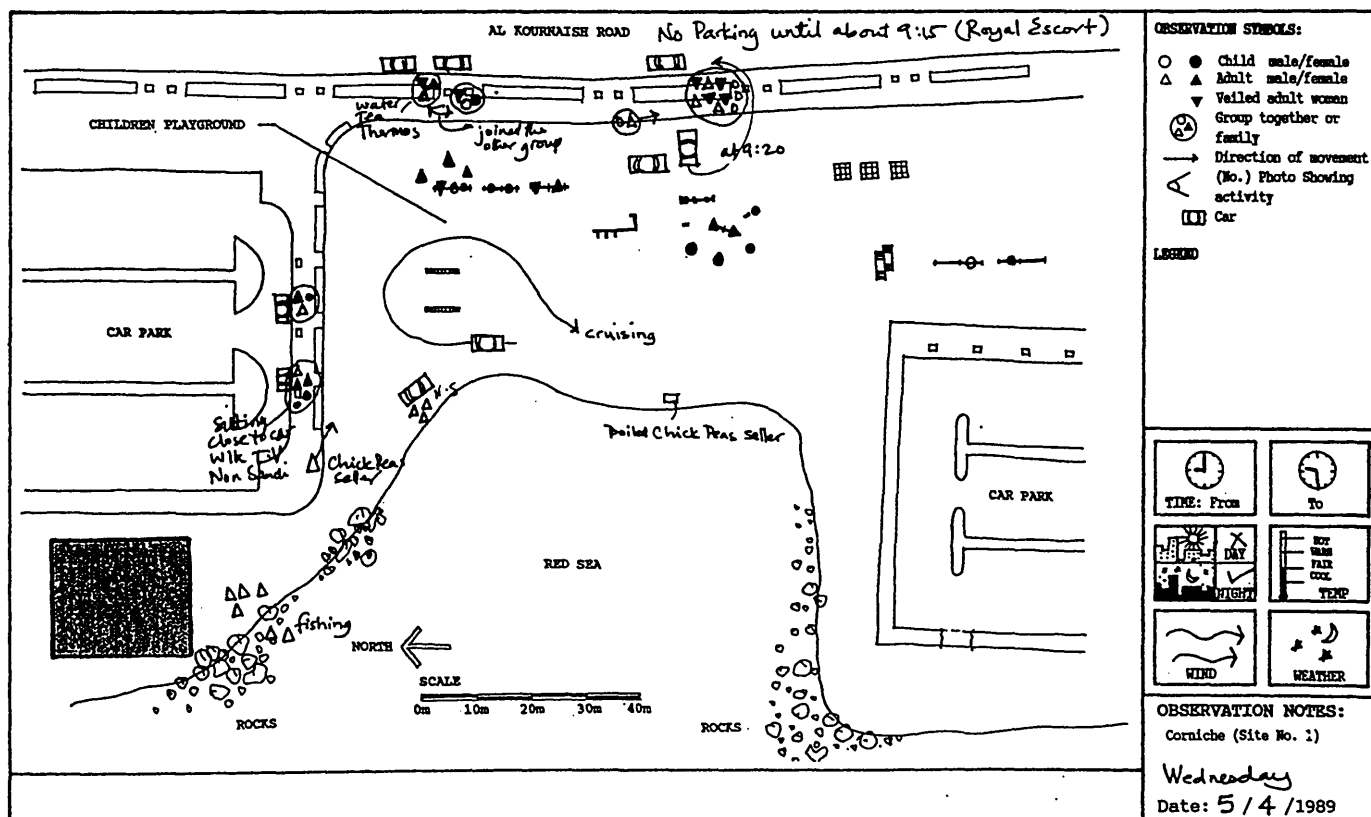 AL KOURNAISH ROAD No Parking until about 9:15 (Royal Escort)
water
Tea
Thermos
joined the
other group
at 9:20
CHILDREN PLAYGROUND
CAR PARK
cruising
N.S
Boiled Chick Peas seller
Sitting
close to car
With
Non Saudi
Chick Peas
seller
CAR PARK
RED SEA
fishing
NORTH
SCALE
0m 10m 20m 30m 40m
ROCKS
ROCKS
OBSERVATION SYMBOLS:
Child male/female
Adult male/female
Veiled adult woman
Group together or
family
Direction of movement
(No.) Photo Showing
activity
Car
LEGEND
TIME: From
To
DAY
NIGHT
HOT
WARM
FAIR
COOL
TEMP
WIND
WEATHER
OBSERVATION NOTES:
Corniche (Site No. 1)
Wednesday
Date: 5/4/1989